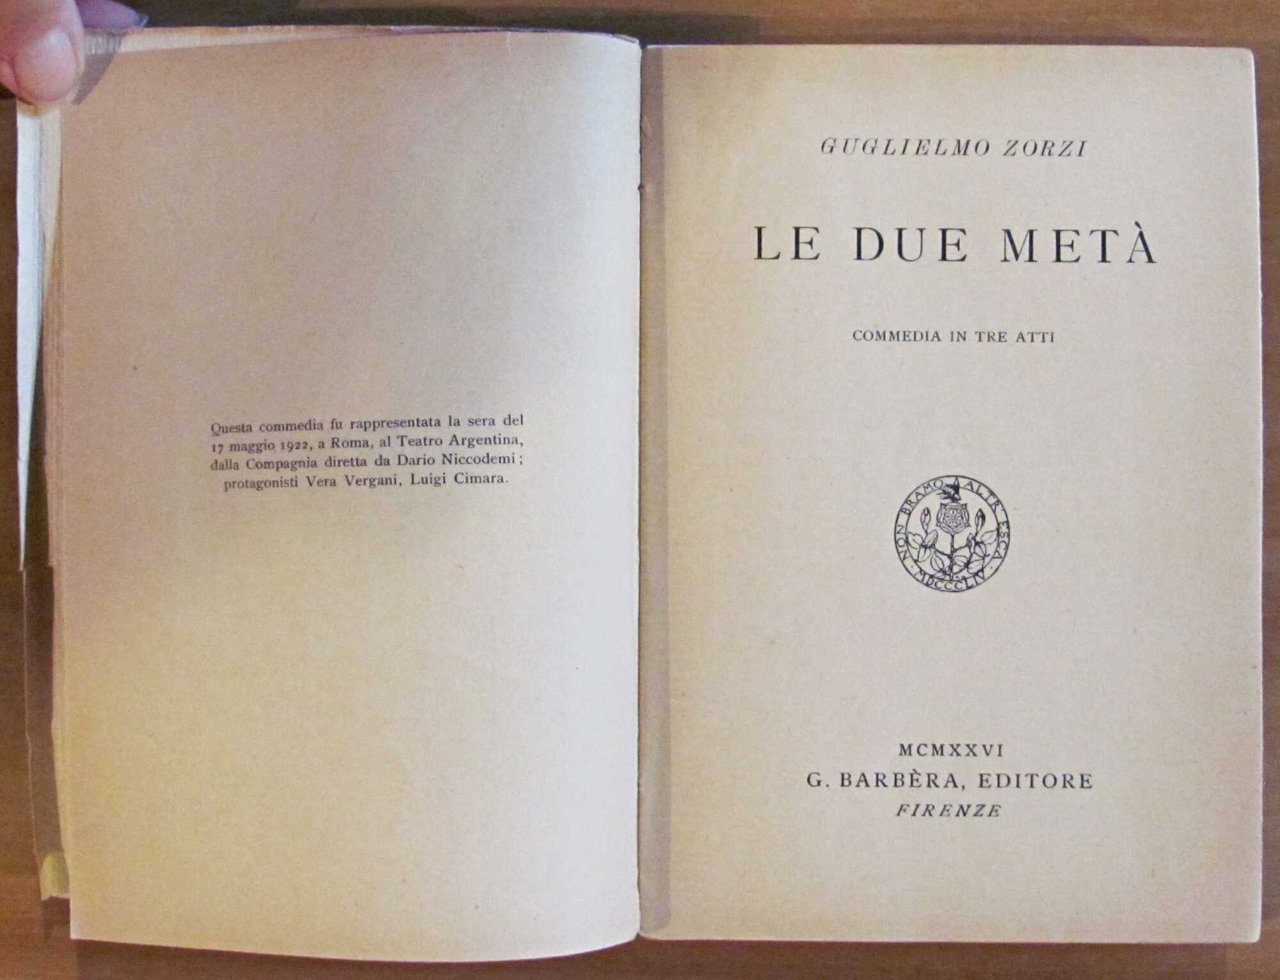 Questa commedia fu rappresentata la sera del
17 maggio 1922, a Roma, al Teatro Argentina,
dalla Compagnia diretta da Dario Niccodemi;
protagonisti Vera Vergani, Luigi Cimara.
GUGLIELMO ZORZI
LE DUE METÀ
COMMEDIA IN TRE ATTI
NON BRAMO ALTR ESCA · MDCCCLIV ·
MCMXXVI
G. BARBÈRA, EDITORE
FIRENZE